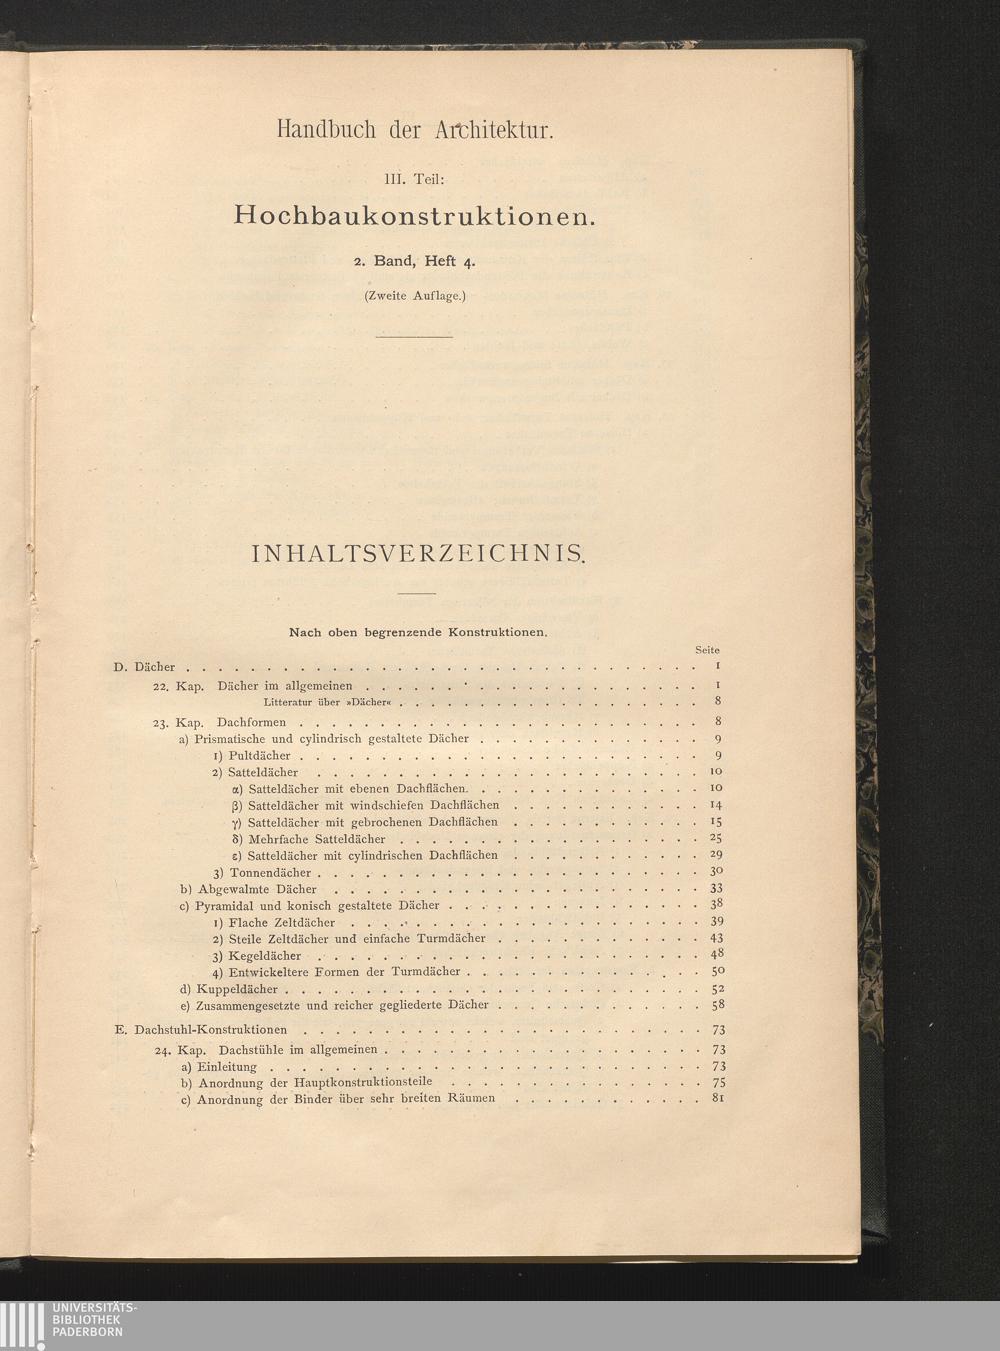 Handbuch der Architektur.
III. Teil:
Hochbaukonstruktionen.
2. Band, Heft 4.
(Zweite Auflage.)
INHALTSVERZEICHNIS.
Nach oben begrenzende Konstruktionen.
Seite
D. Dächer . . . . . 1
22. Kap. Dächer im allgemeinen . . . . . 1
Litteratur über »Dächer« . . . . . 8
23. Kap. Dachformen . . . . . 8
a) Prismatische und cylindrisch gestaltete Dächer . . . . . 9
1) Pultdächer . . . . . 9
2) Satteldächer . . . . . 10
α) Satteldächer mit ebenen Dachflächen . . . . . 10
β) Satteldächer mit windschiefen Dachflächen . . . . . 14
γ) Satteldächer mit gebrochenen Dachflächen . . . . . 15
δ) Mehrfache Satteldächer . . . . . 25
ε) Satteldächer mit cylindrischen Dachflächen . . . . . 29
3) Tonnendächer . . . . . 30
b) Abgewalmte Dächer . . . . . 33
c) Pyramidal und konisch gestaltete Dächer . . . . . 38
1) Flache Zeltdächer . . . . . 39
2) Steile Zeltdächer und einfache Turmdächer . . . . . 43
3) Kegeldächer . . . . . 48
4) Entwickeltere Formen der Turmdächer . . . . . 50
d) Kuppeldächer . . . . . 52
e) Zusammengesetzte und reicher gegliederte Dächer . . . . . 58
E. Dachstuhl-Konstruktionen . . . . . 73
24. Kap. Dachstühle im allgemeinen . . . . . 73
a) Einleitung . . . . . 73
b) Anordnung der Hauptkonstruktionsteile . . . . . 75
c) Anordnung der Binder über sehr breiten Räumen . . . . . 81
UNIVERSITÄTS-
BIBLIOTHEK
PADERBORN